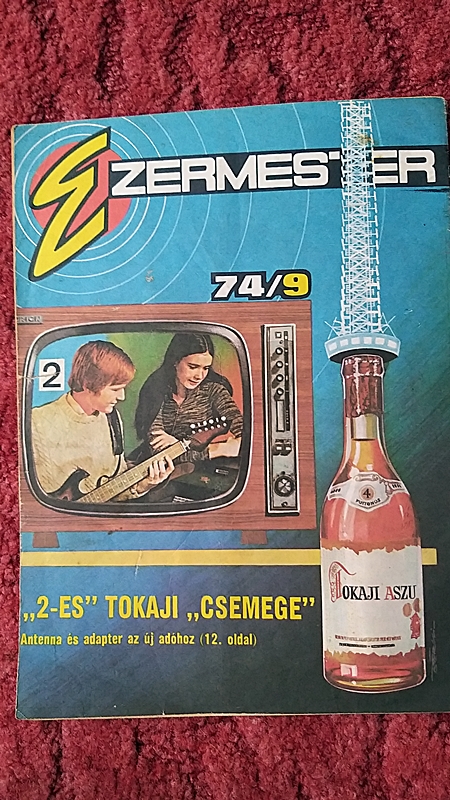 EZERMESTER
74/9
2
4
TOKAJI ASZU
„2-ES” TOKAJI „CSEMEGE”
Antenna és adapter az új adóhoz (12. oldal)